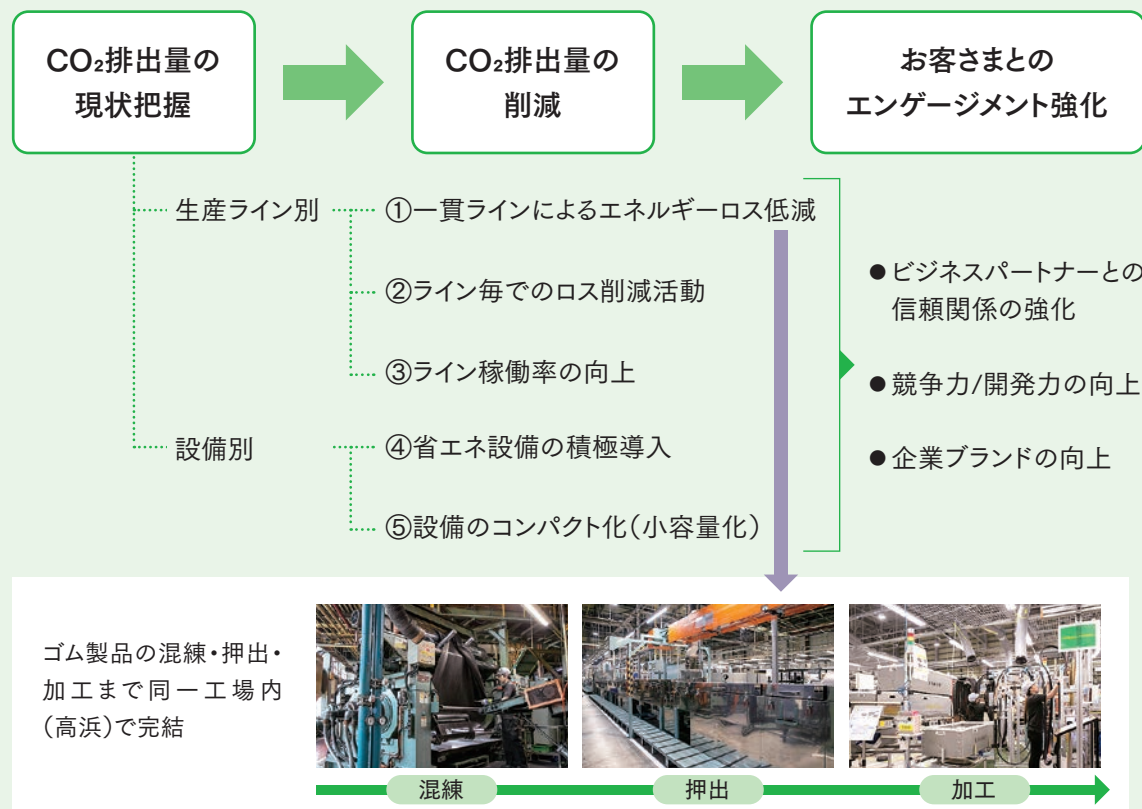 CO₂排出量の
現状把握
CO₂排出量の
削減
お客さまとの
エンゲージメント強化
生産ライン別
①一貫ラインによるエネルギーロス低減
②ライン毎でのロス削減活動
③ライン稼働率の向上
設備別
④省エネ設備の積極導入
⑤設備のコンパクト化(小容量化)
●ビジネスパートナーとの
信頼関係の強化
●競争力/開発力の向上
●企業ブランドの向上
ゴム製品の混練・押出・
加工まで同一工場内
(高浜)で完結
混練
押出
加工